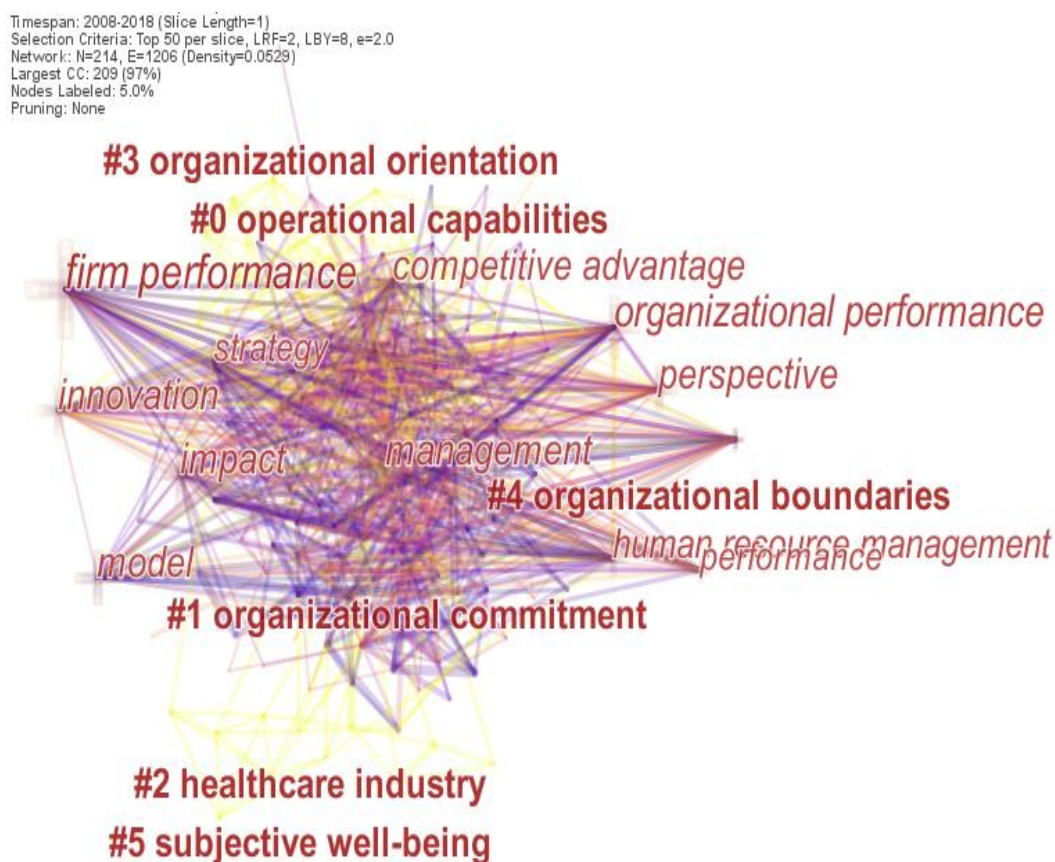 Timespan: 2008-2018 (Slice Length=1)
Selection Criteria: Top 50 per slice, LRF=2, LBY=8, e=2.0
Network: N=214, E=1206 (Density=0.0529)
Largest CC: 209 (97%)
Nodes Labeled: 5.0%
Pruning: None
#3 organizational orientation
#0 operational capabilities
firm performance
competitive advantage
organizational performance
strategy
perspective
innovation
impact
management
#4 organizational boundaries
human resource management
performance
model
#1 organizational commitment
#2 healthcare industry
#5 subjective well-being